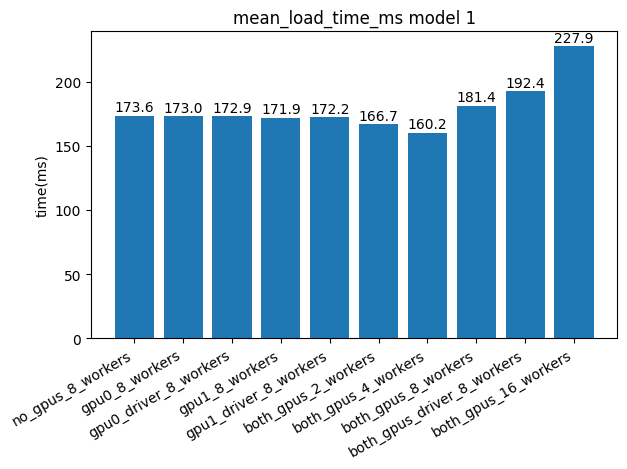 mean_load_time_ms model 1
time(ms)
200
150
100
50
0
173.6
173.0
172.9
171.9
172.2
166.7
160.2
181.4
192.4
227.9
no_gpus_8_workers
gpu0_8_workers
gpu0_driver_8_workers
gpu1_8_workers
gpu1_driver_8_workers
both_gpus_2_workers
both_gpus_4_workers
both_gpus_8_workers
both_gpus_driver_8_workers
both_gpus_16_workers